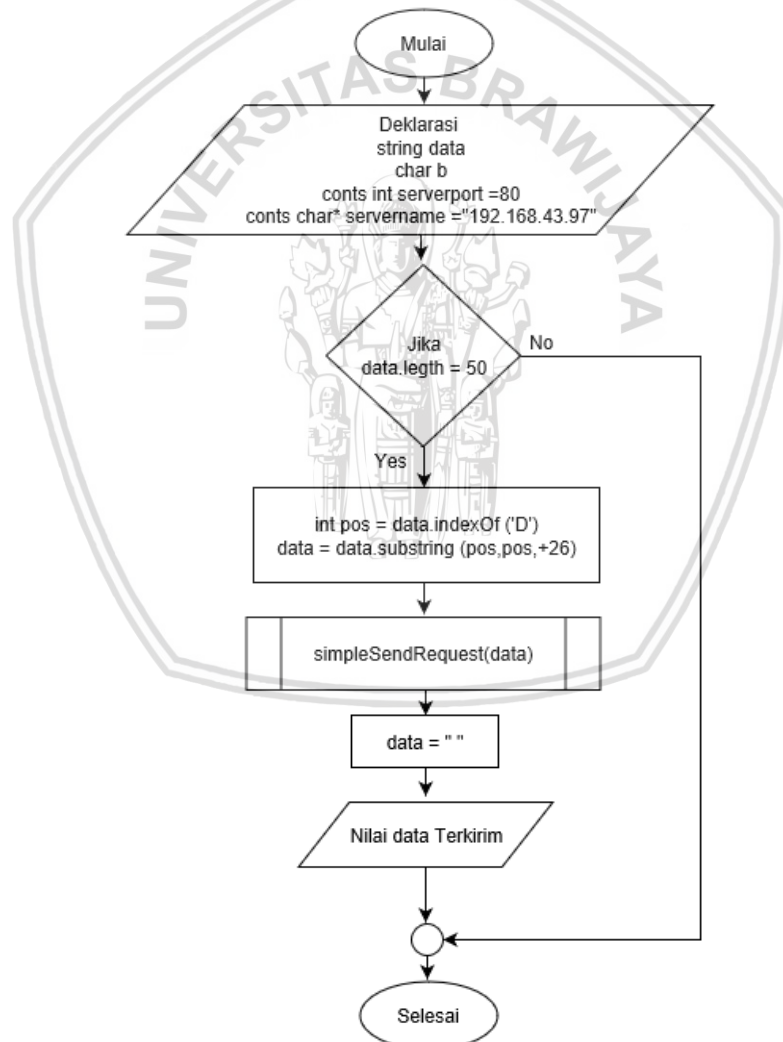 UNIVERSITAS BRAWIJAYA
Mulai
Deklarasi
string data
char b
conts int serverport =80
conts char* servername ="192.168.43.97"
Jika
data.legth = 50
No
Yes
int pos = data.indexOf ('D')
data = data.substring (pos,pos,+26)
simpleSendRequest(data)
data = " "
Nilai data Terkirim
Selesai